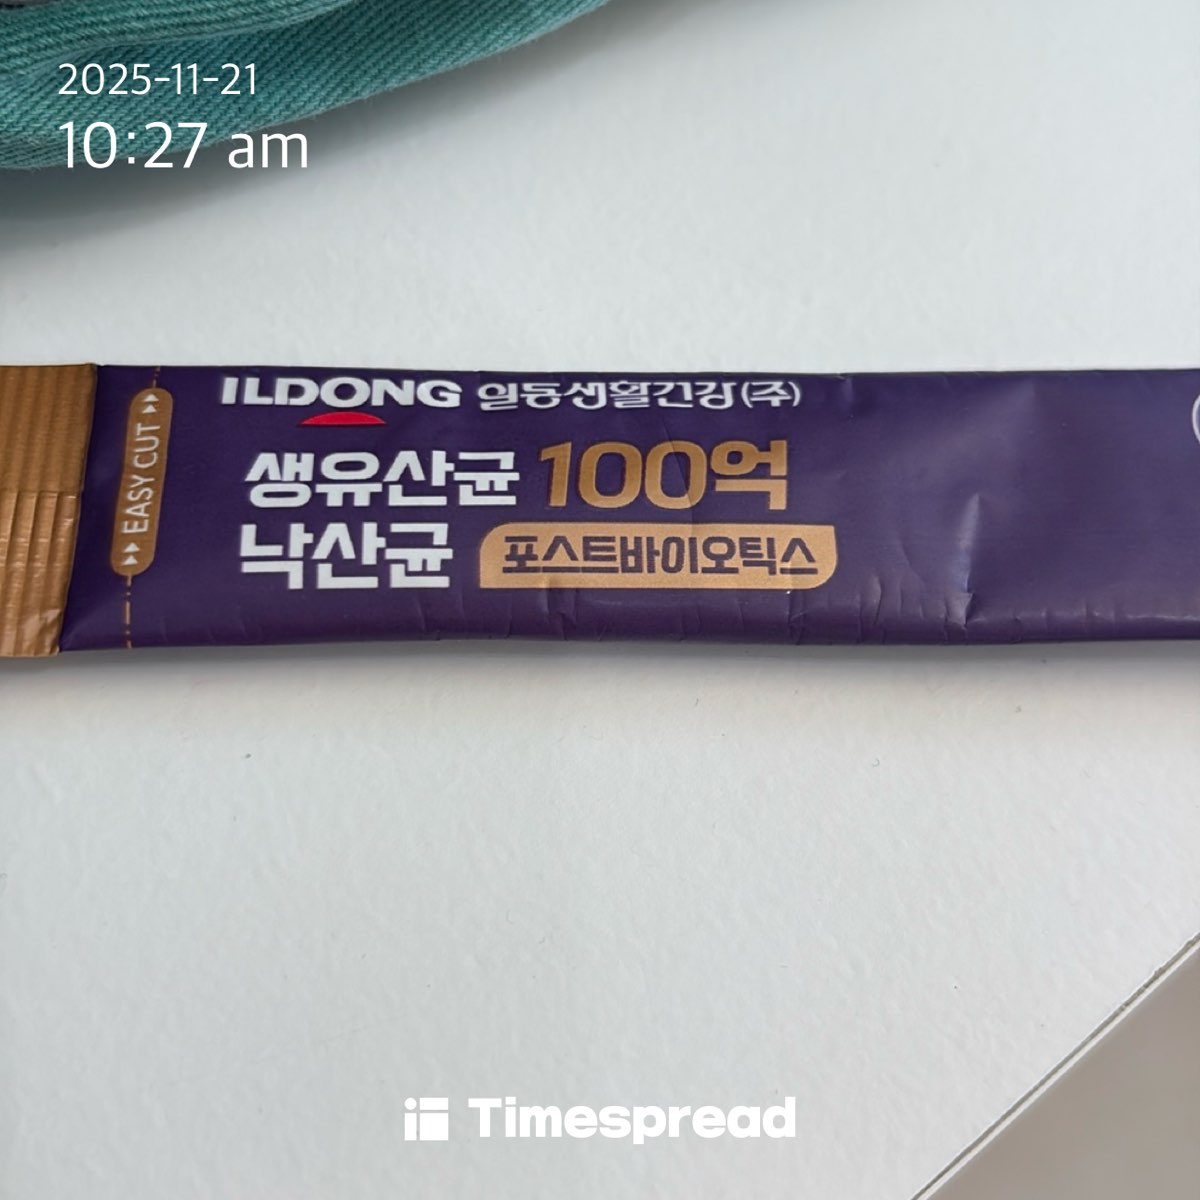 2025-11-21
10:27 am
ILDONG 일동생활건강(주)
EASY CUT
생유산균 100억
낙산균 포스트바이오틱스
Timespread